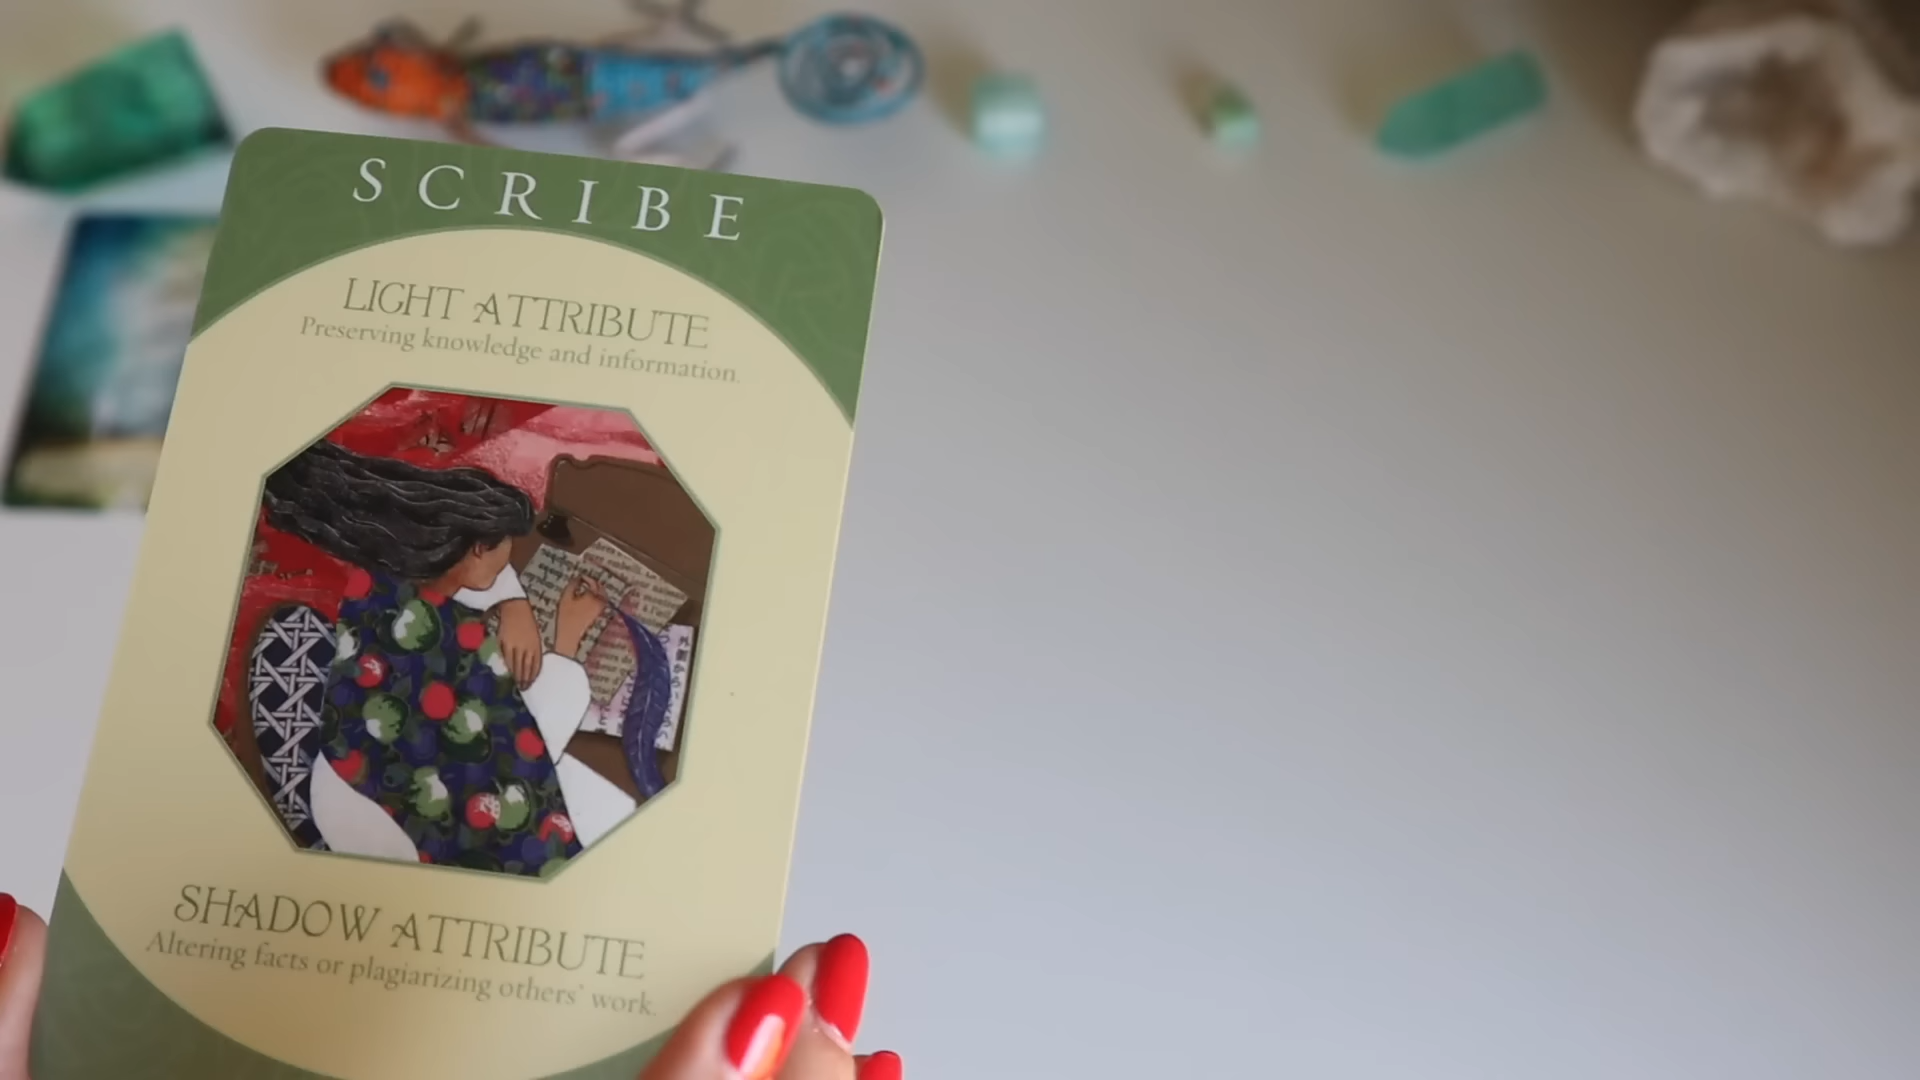 SCRIBE
LIGHT ATTRIBUTE
Preserving knowledge and information.
SHADOW ATTRIBUTE
Altering facts or plagiarizing others' work.